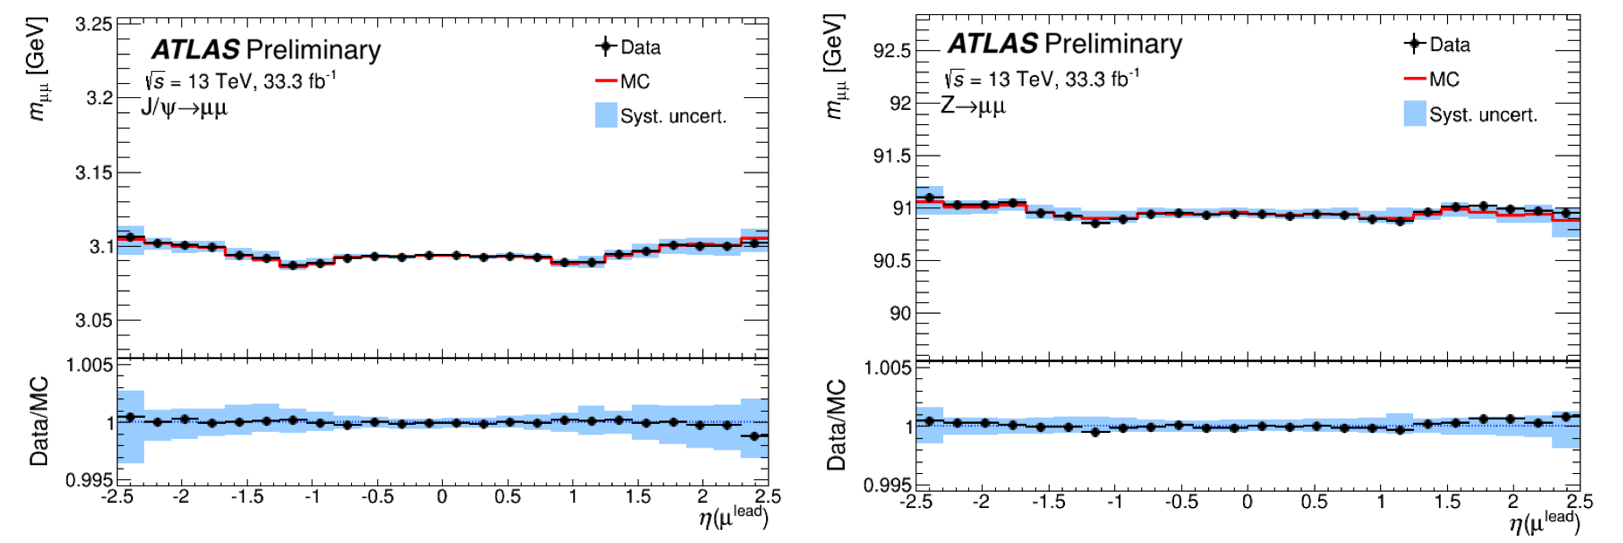 3.25
3.2
3.15
3.1
3.05
m_μμ [GeV]
ATLAS Preliminary
√s = 13 TeV, 33.3 fb⁻¹
J/ψ→μμ
Data
MC
Syst. uncert.
1.005
1
0.995
Data/MC
-2.5 -2 -1.5 -1 -0.5 0 0.5 1 1.5 2 2.5
η(μ^lead)
92.5
92
91.5
91
90.5
90
m_μμ [GeV]
ATLAS Preliminary
√s = 13 TeV, 33.3 fb⁻¹
Z→μμ
Data
MC
Syst. uncert.
1.005
1
0.995
Data/MC
-2.5 -2 -1.5 -1 -0.5 0 0.5 1 1.5 2 2.5
η(μ^lead)